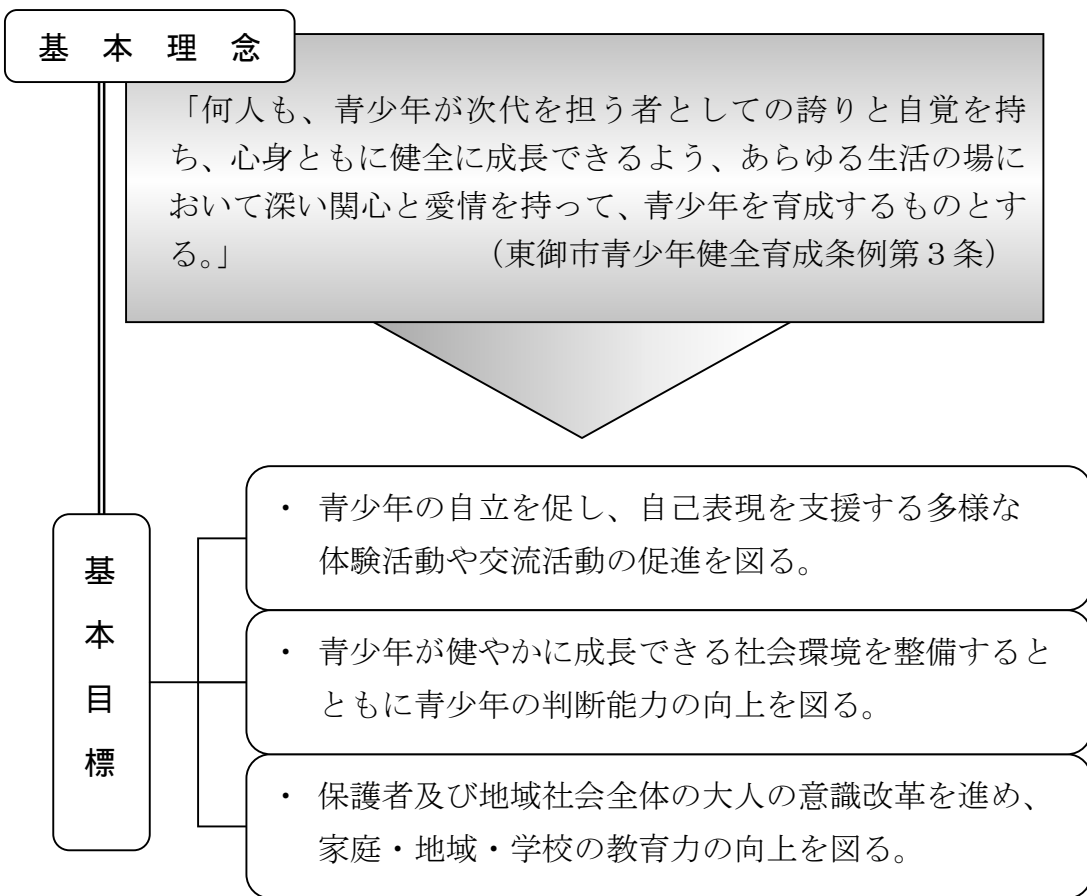 基本理念
「何人も、青少年が次代を担う者としての誇りと自覚を持
ち、心身ともに健全に成長できるよう、あらゆる生活の場に
おいて深い関心と愛情を持って、青少年を育成するものとす
る。」 (東御市青少年健全育成条例第3条)
基本目標
・ 青少年の自立を促し、自己表現を支援する多様な
体験活動や交流活動の促進を図る。
・ 青少年が健やかに成長できる社会環境を整備すると
ともに青少年の判断能力の向上を図る。
・ 保護者及び地域社会全体の大人の意識改革を進め、
家庭・地域・学校の教育力の向上を図る。